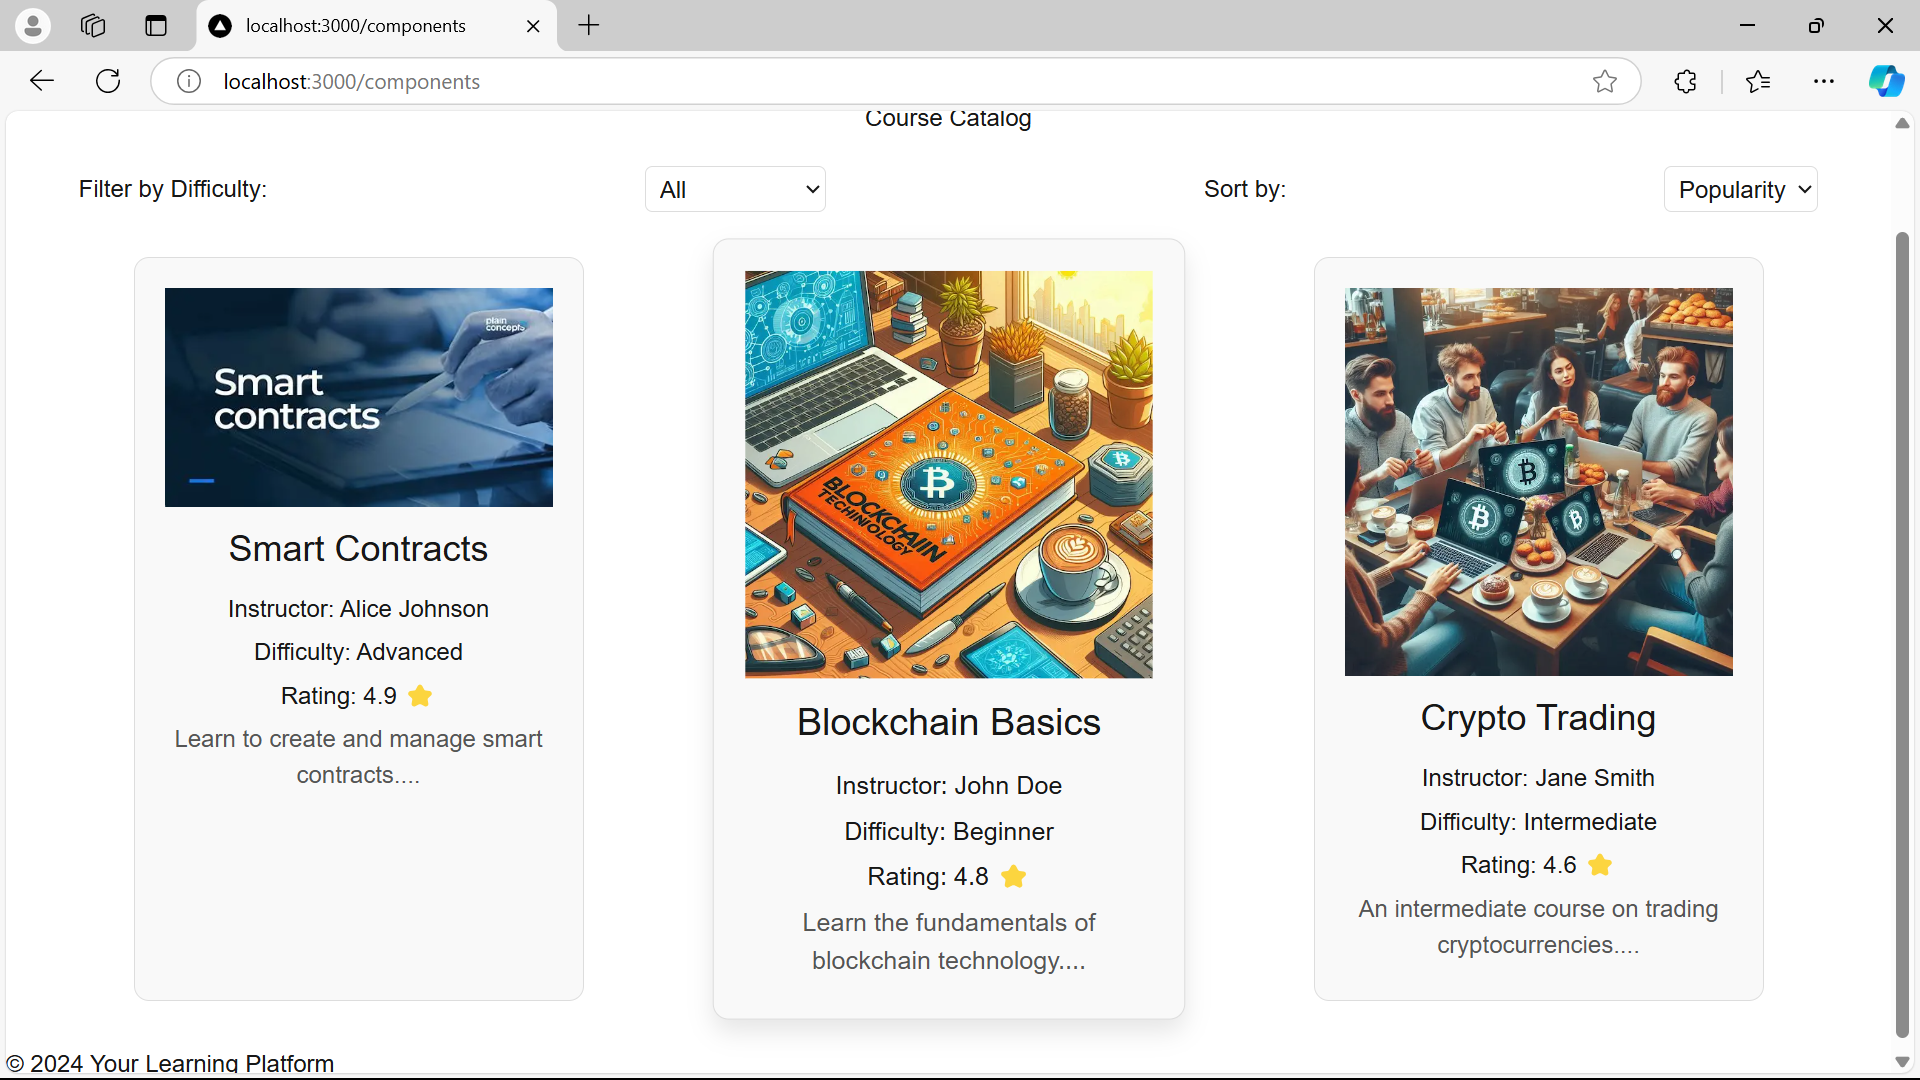 localhost:3000/components
localhost:3000/components
Course Catalog
Filter by Difficulty:
All
Sort by:
Popularity
plain
concepts
Smart
contracts
Smart Contracts
Instructor: Alice Johnson
Difficulty: Advanced
Rating: 4.9
Learn to create and manage smart
contracts....
BLOCKCHAIN
TECHINIOLOGY
Blockchain Basics
Instructor: John Doe
Difficulty: Beginner
Rating: 4.8
Learn the fundamentals of
blockchain technology....
Crypto Trading
Instructor: Jane Smith
Difficulty: Intermediate
Rating: 4.6
An intermediate course on trading
cryptocurrencies....
© 2024 Your Learning Platform